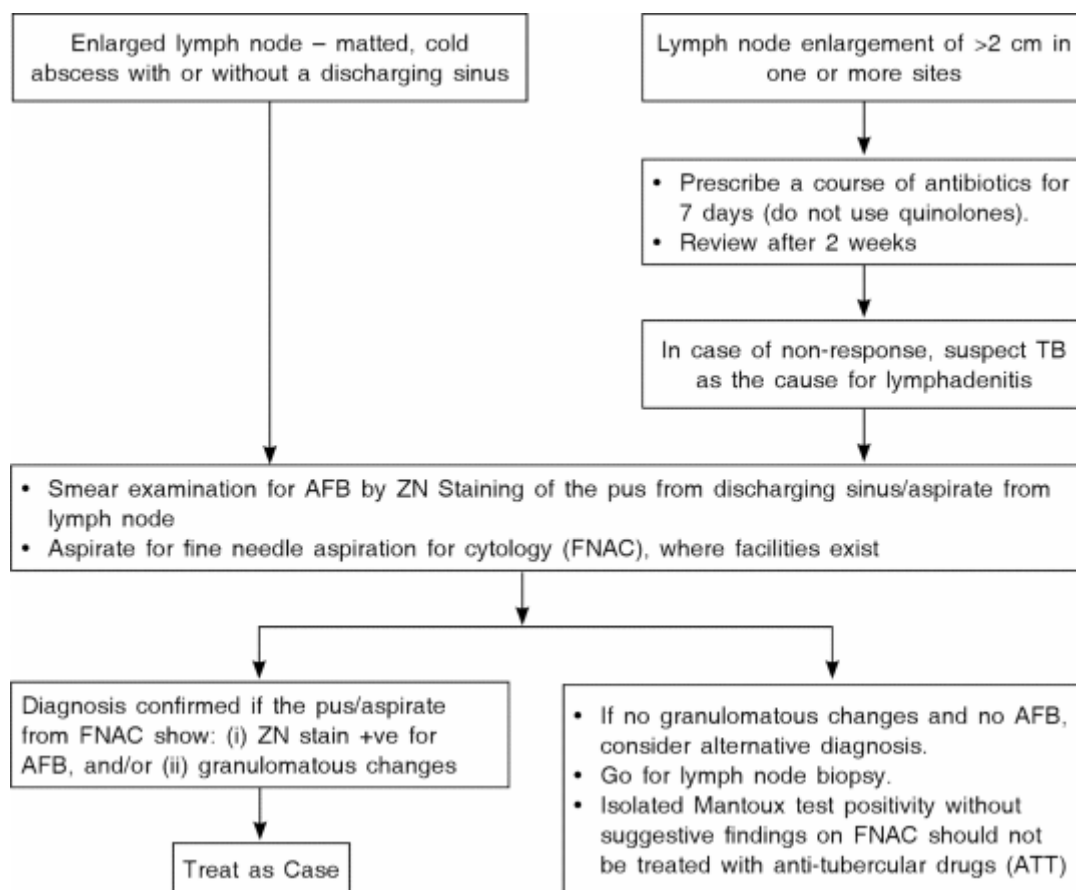 Enlarged lymph node – matted, cold
abscess with or without a discharging sinus
Lymph node enlargement of >2 cm in
one or more sites
• Prescribe a course of antibiotics for
7 days (do not use quinolones).
• Review after 2 weeks
In case of non-response, suspect TB
as the cause for lymphadenitis
• Smear examination for AFB by ZN Staining of the pus from discharging sinus/aspirate from
lymph node
• Aspirate for fine needle aspiration for cytology (FNAC), where facilities exist
Diagnosis confirmed if the pus/aspirate
from FNAC show: (i) ZN stain +ve for
AFB, and/or (ii) granulomatous changes
Treat as Case
• If no granulomatous changes and no AFB,
consider alternative diagnosis.
• Go for lymph node biopsy.
• Isolated Mantoux test positivity without
suggestive findings on FNAC should not
be treated with anti-tubercular drugs (ATT)